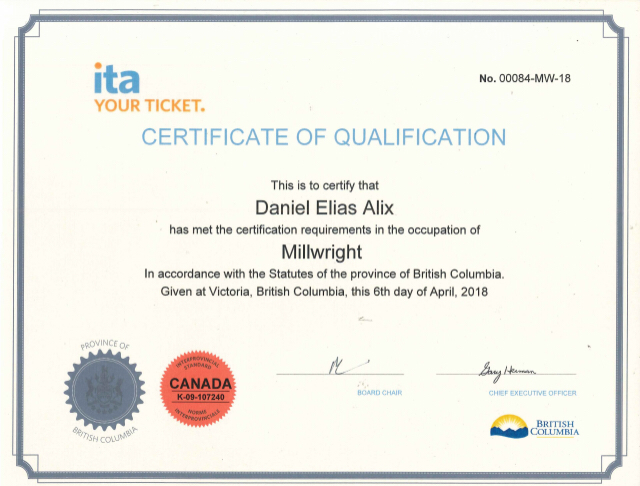 ita
YOUR TICKET.
No. 00084-MW-18
CERTIFICATE OF QUALIFICATION
This is to certify that
Daniel Elias Alix
has met the certification requirements in the occupation of
Millwright
In accordance with the Statutes of the province of British Columbia.
Given at Victoria, British Columbia, this 6th day of April, 2018
PROVINCE OF
BRITISH COLUMBIA
INTERPROVINCIAL
STANDARD
CANADA
K-09-107240
NORME
INTERPROVINCIALE
BOARD CHAIR
Gary Herman
CHIEF EXECUTIVE OFFICER
BRITISH
COLUMBIA